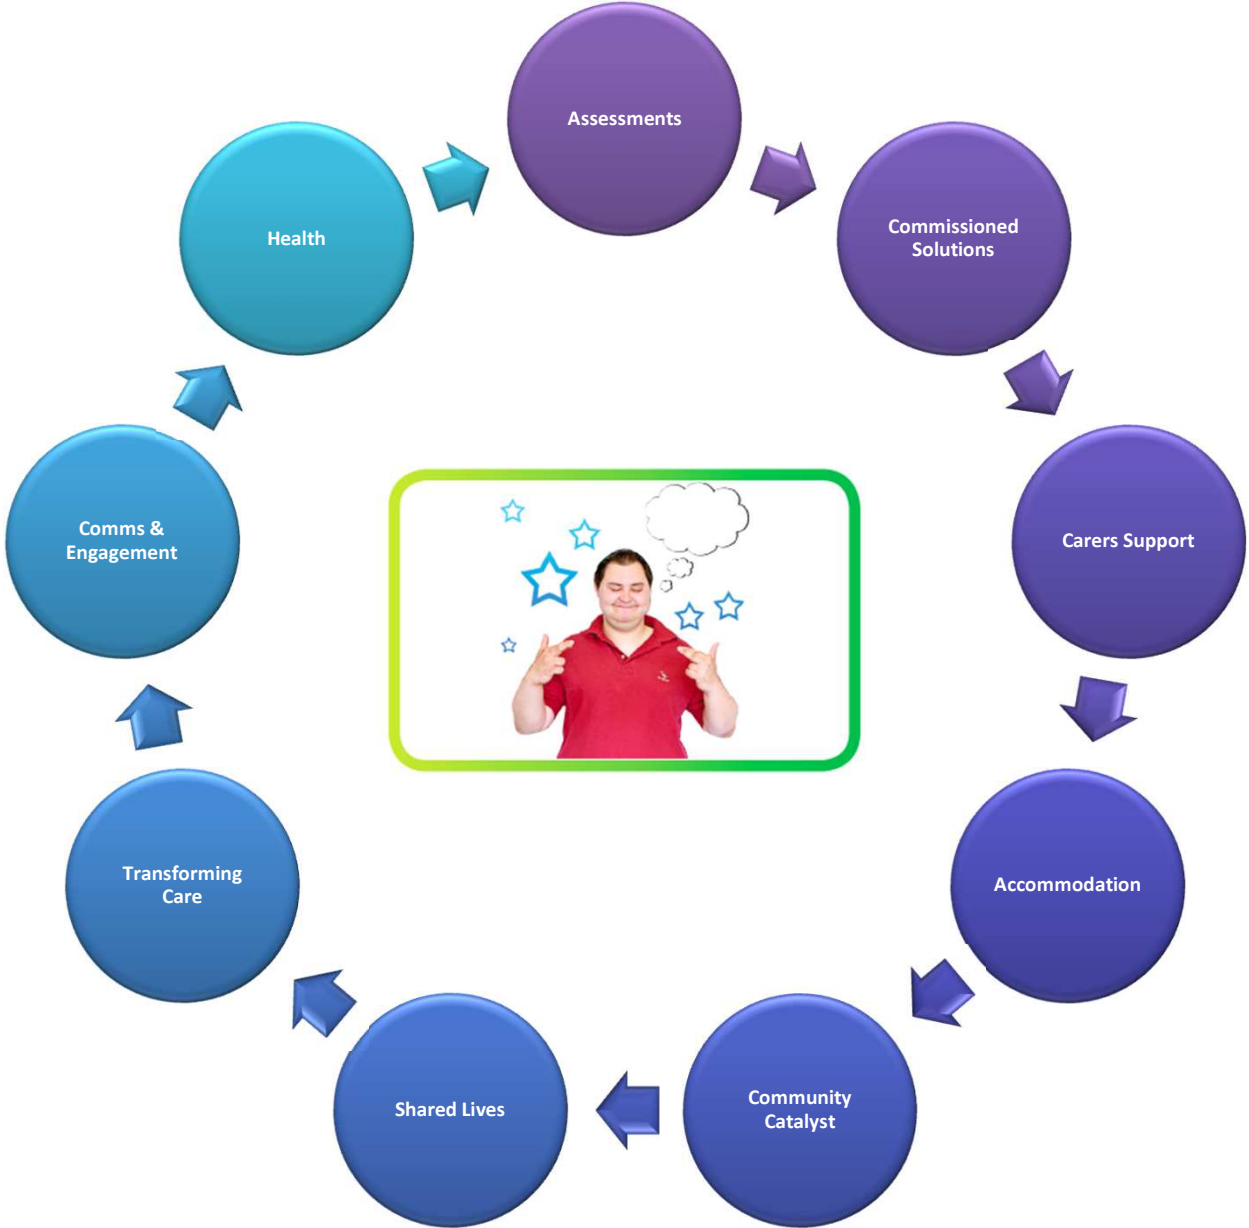 Assessments
Commissioned
Solutions
Carers Support
Accommodation
Community
Catalyst
Shared Lives
Transforming
Care
Comms &
Engagement
Health